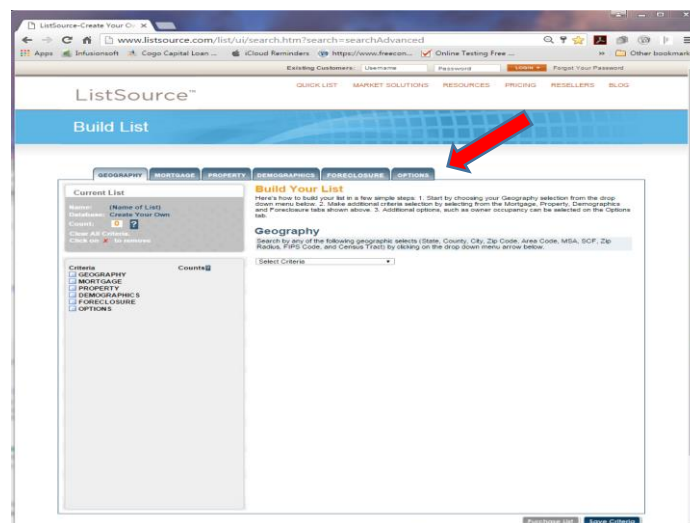 ListSource-Create Your O
www.listsource.com/list/ui/search.htm?search=searchAdvanced
Apps Infusionsoft Cogo Capital Loan ... iCloud Reminders https://www.freecon... Online Testing Free ... » Other bookmark
Existing Customers: Username Password LOGIN Forgot Your Password
ListSource™
QUICK LIST MARKET SOLUTIONS RESOURCES PRICING RESELLERS BLOG
Build List
GEOGRAPHY MORTGAGE PROPERTY DEMOGRAPHICS FORECLOSURE OPTIONS
Current List
Name: (Name of List)
Database: Create Your Own
Count: 0 ?
Clear All Criteria
Click on x to remove
Criteria Counts
GEOGRAPHY
MORTGAGE
PROPERTY
DEMOGRAPHICS
FORECLOSURE
OPTIONS
Build Your List
Here's how to build your list in a few simple steps: 1. Start by choosing your Geography selection from the drop
down menu below. 2. Make additional criteria selection by selecting from the Mortgage, Property, Demographics
and Foreclosure tabs shown above. 3. Additional options, such as owner occupancy can be selected on the Options
tab.
Geography
Search by any of the following geographic selects (State, County, City, Zip Code, Area Code, MSA, SCF, Zip
Radius, FIPS Code, and Census Tract) by clicking on the drop down menu arrow below.
Select Criteria
Purchase List Save Criteria